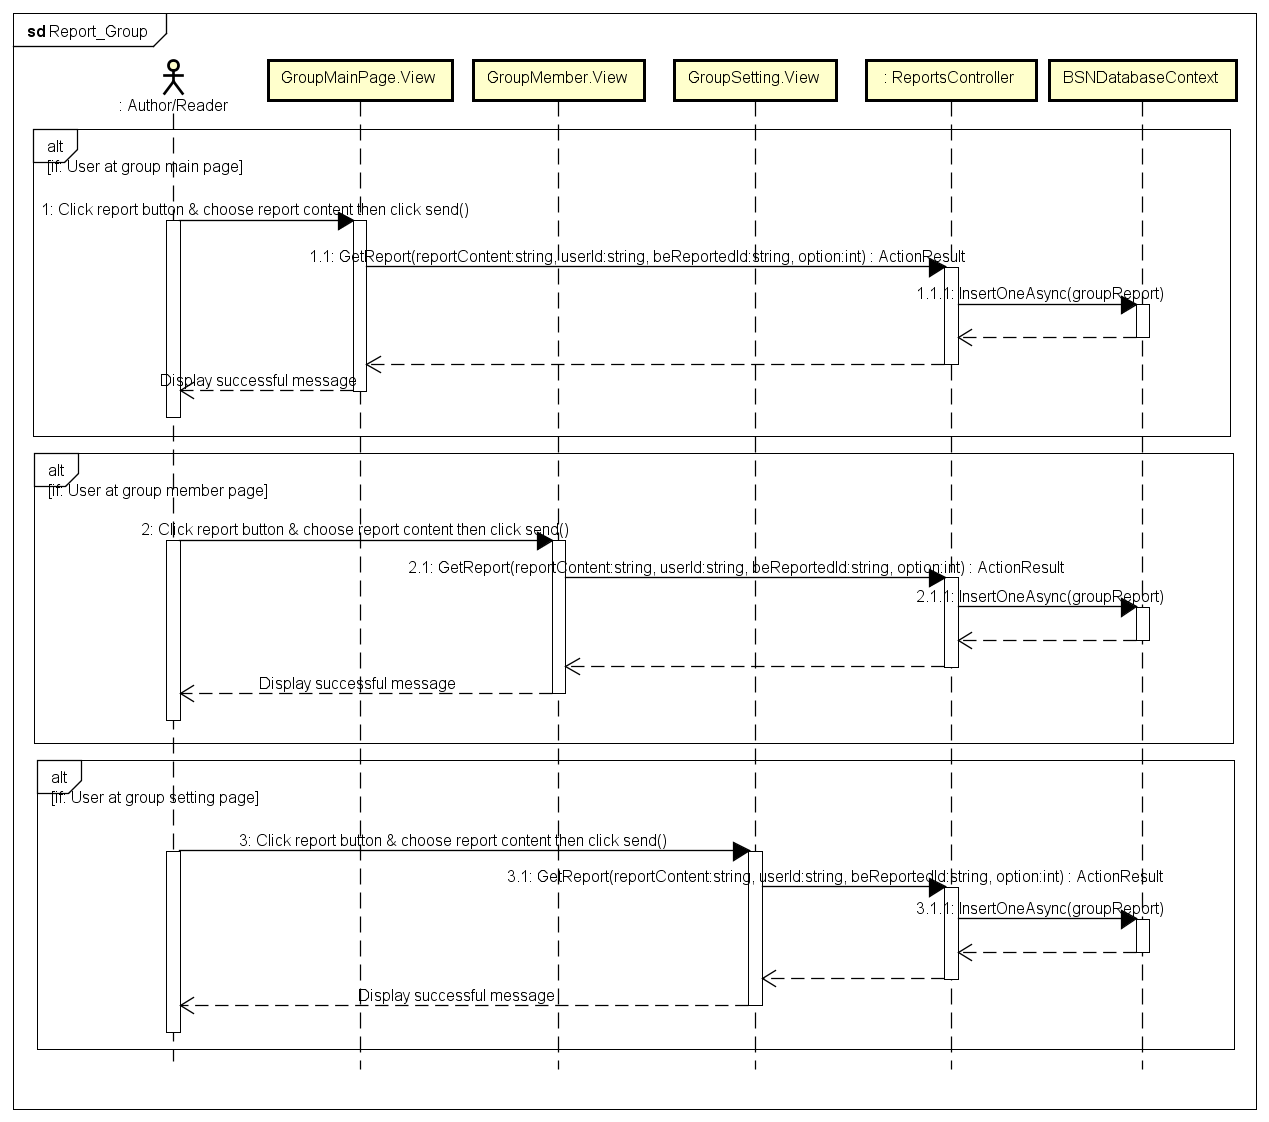 sd Report_Group
: Author/Reader
GroupMainPage.View
GroupMember.View
GroupSetting.View
: ReportsController
BSNDatabaseContext
alt
[if: User at group main page]
1: Click report button & choose report content then click send()
1.1: GetReport(reportContent:string, userId:string, beReportedId:string, option:int) : ActionResult
1.1.1: InsertOneAsync(groupReport)
Display successful message
alt
[if: User at group member page]
2: Click report button & choose report content then click send()
2.1: GetReport(reportContent:string, userId:string, beReportedId:string, option:int) : ActionResult
2.1.1: InsertOneAsync(groupReport)
Display successful message
alt
[if: User at group setting page]
3: Click report button & choose report content then click send()
3.1: GetReport(reportContent:string, userId:string, beReportedId:string, option:int) : ActionResult
3.1.1: InsertOneAsync(groupReport)
Display successful message